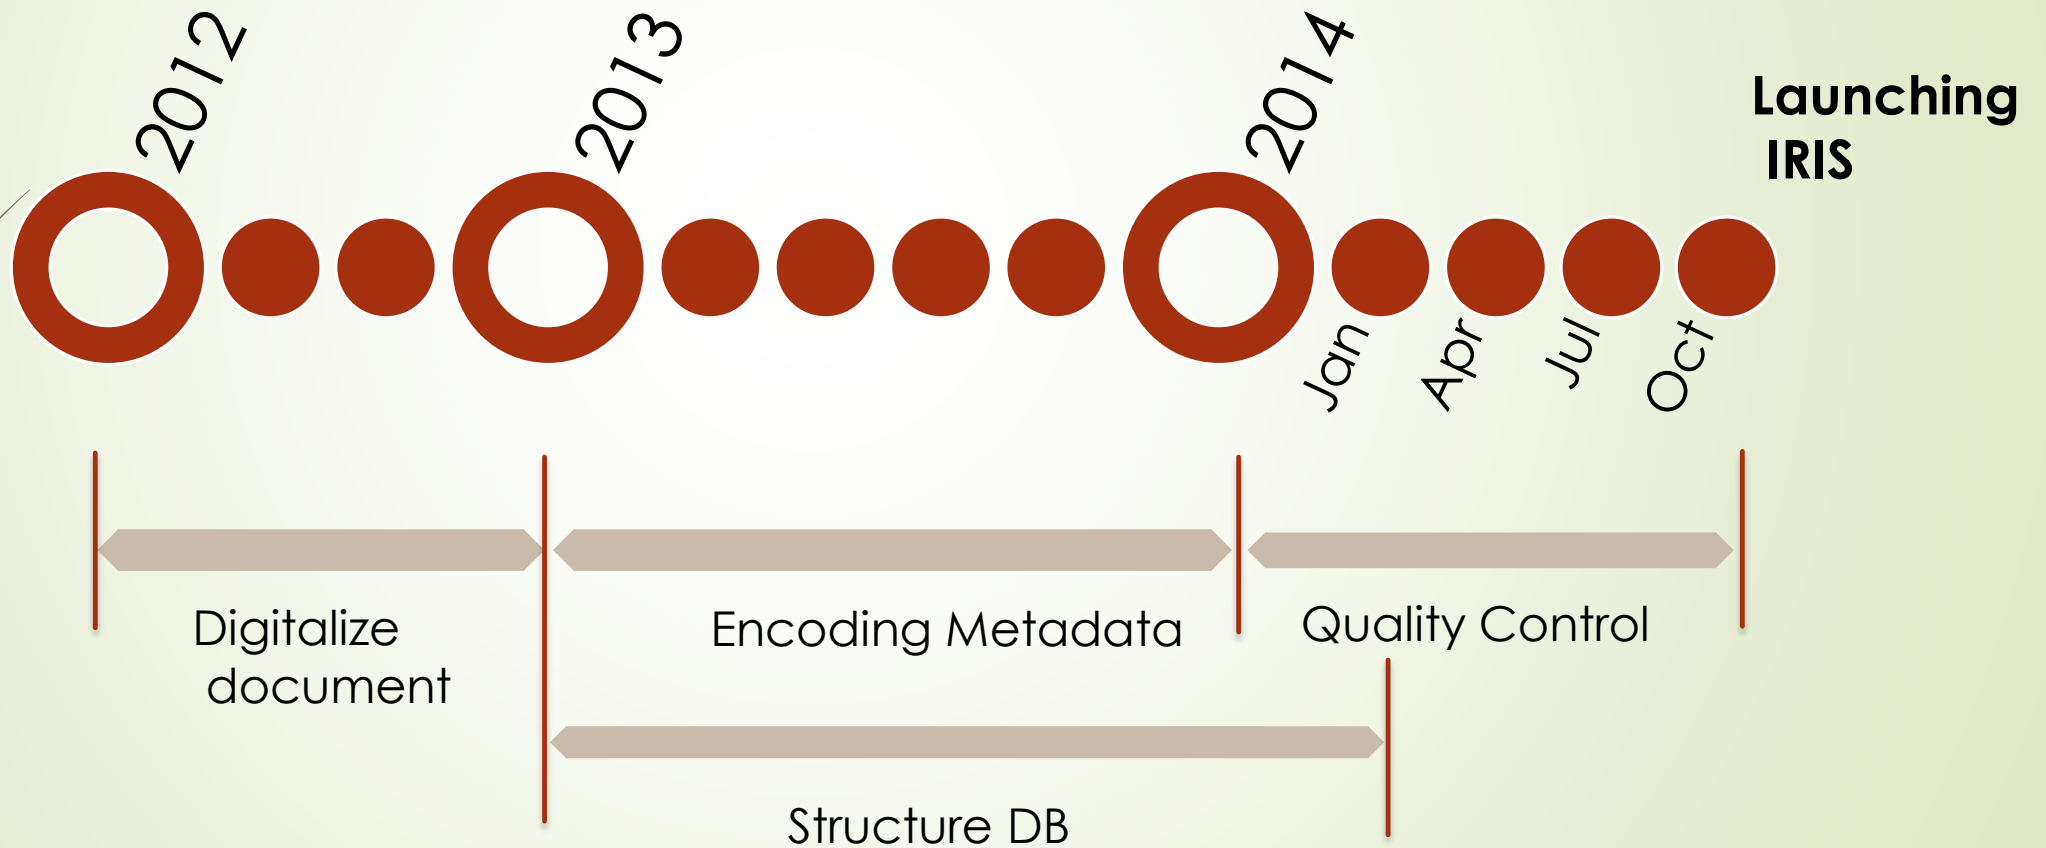 2012
2013
2014
Launching
IRIS
Jan
Apr
Jul
Oct
Digitalize
document
Encoding Metadata
Quality Control
Structure DB